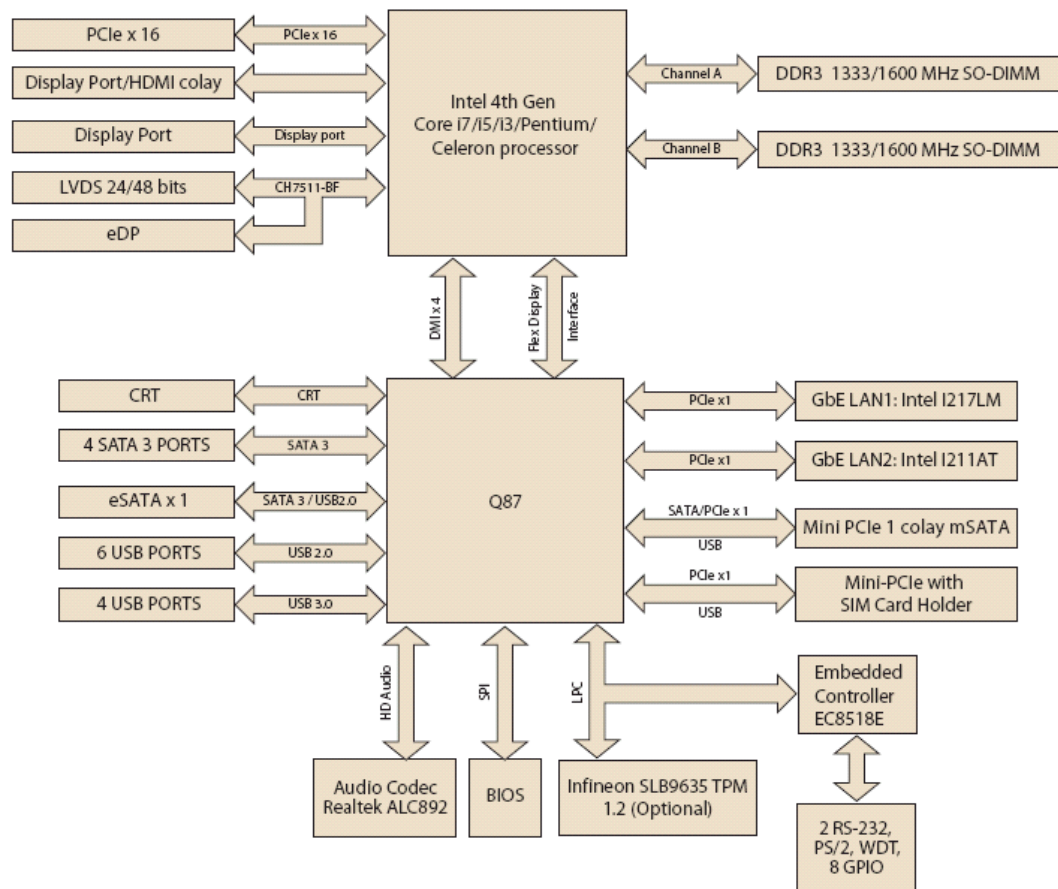 PCIe x 16
PCIe x 16
Display Port/HDMI colay
Display Port
Display port
LVDS 24/48 bits
CH7511-BF
eDP
Intel 4th Gen
Core i7/i5/i3/Pentium/
Celeron processor
Channel A
DDR3 1333/1600 MHz SO-DIMM
Channel B
DDR3 1333/1600 MHz SO-DIMM
DMI x 4
Flex Display
Interface
CRT
CRT
4 SATA 3 PORTS
SATA 3
eSATA x 1
SATA 3 / USB2.0
6 USB PORTS
USB 2.0
4 USB PORTS
USB 3.0
Q87
PCIe x1
GbE LAN1: Intel I217LM
PCIe x1
GbE LAN2: Intel I211AT
SATA/PCIe x 1
USB
Mini PCIe 1 colay mSATA
PCIe x1
USB
Mini-PCIe with
SIM Card Holder
HD Audio
SPI
LPC
Embedded
Controller
EC8518E
Audio Codec
Realtek ALC892
BIOS
Infineon SLB9635 TPM
1.2 (Optional)
2 RS-232,
PS/2, WDT,
8 GPIO